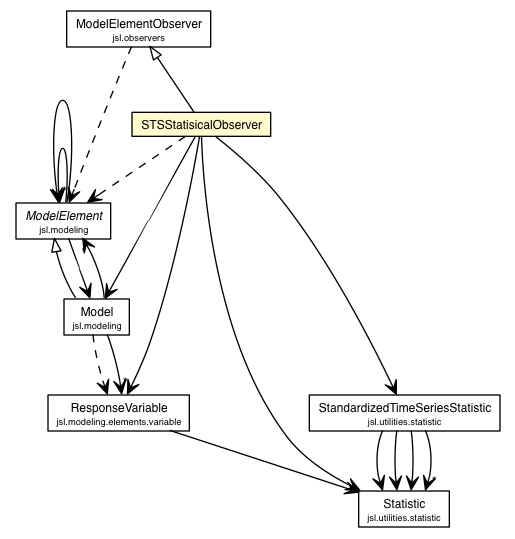 ModelElementObserver
jsl.observers
STSStatisicalObserver
ModelElement
jsl.modeling
Model
jsl.modeling
ResponseVariable
jsl.modeling.elements.variable
StandardizedTimeSeriesStatistic
jsl.utilities.statistic
Statistic
jsl.utilities.statistic